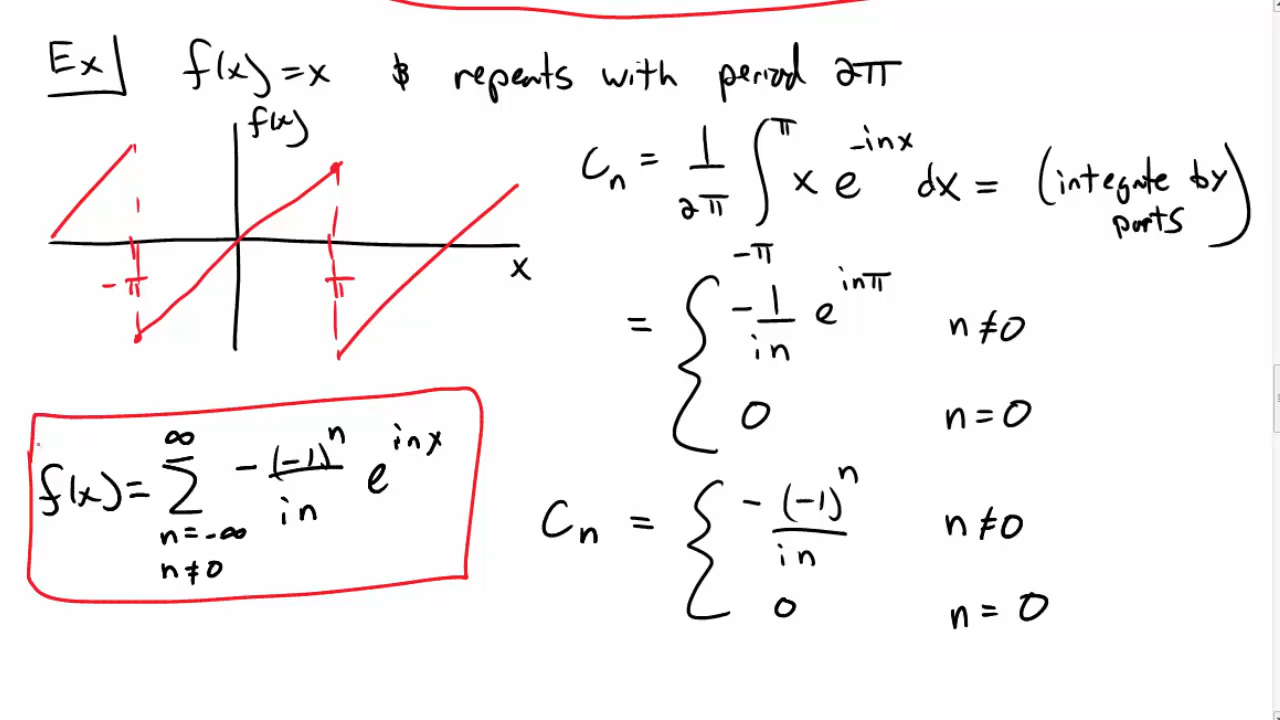 Ex f(x) = x & repeats with period 2π
f(x)
-π π x
Cₙ = 1/2π ∫_{-π}^{π} x e^{-inx} dx = (integrate by parts)
= { -1/in e^{inπ} n≠0
0 n=0
Cₙ = { -(-1)ⁿ/in n≠0
0 n=0
f(x) = ∑_{n=-∞, n≠0}^{∞} -(-1)ⁿ/in e^{inx}